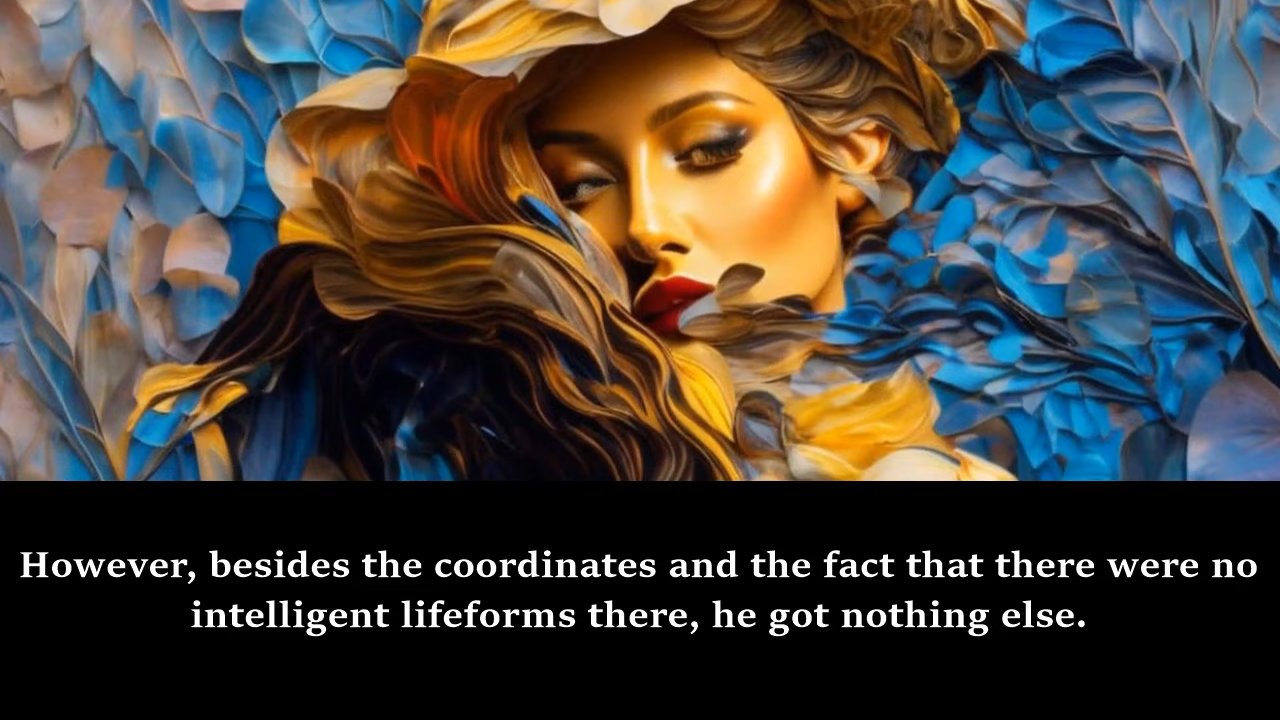 However, besides the coordinates and the fact that there were no
intelligent lifeforms there, he got nothing else.